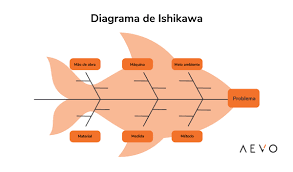 Diagrama de Ishikawa
Mão de obra
Máquina
Meio ambiente
Problema
Material
Medida
Método
AEVO